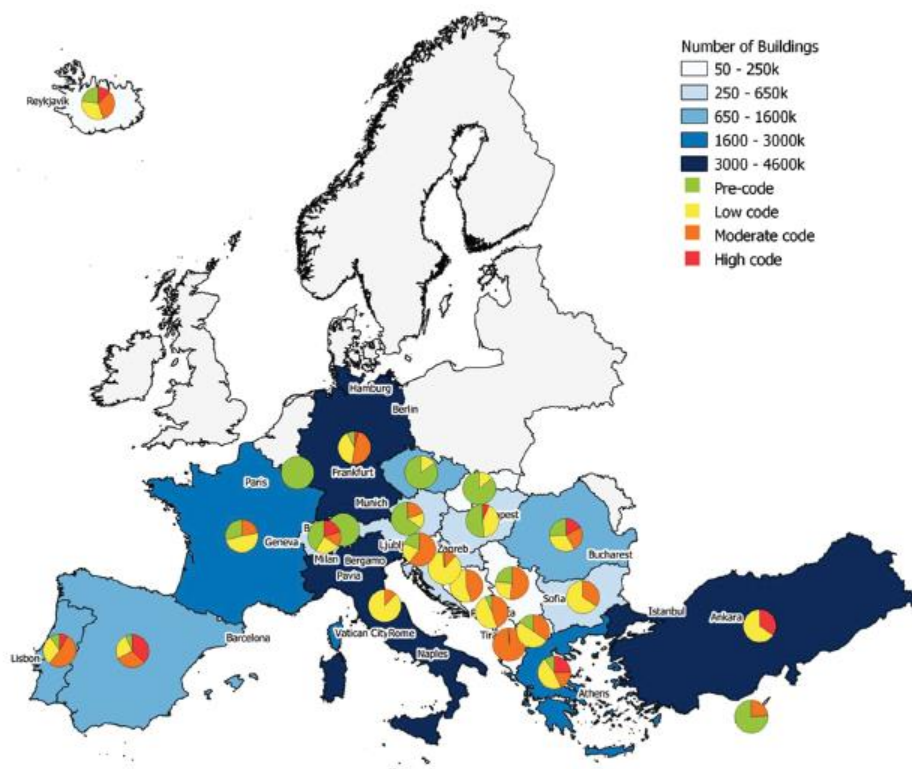 Number of Buildings
50 - 250k
250 - 650k
650 - 1600k
1600 - 3000k
3000 - 4600k
Pre-code
Low code
Moderate code
High code
Reykjavik
Hamburg
Berlin
Frankfurt
Paris
Munich
Geneva
Milan
Bergamo
Zagreb
Pavia
Bucharest
Sofia
Istanbul
Ankara
Vatican City
Rome
Naples
Barcelona
Lisbon
Athens